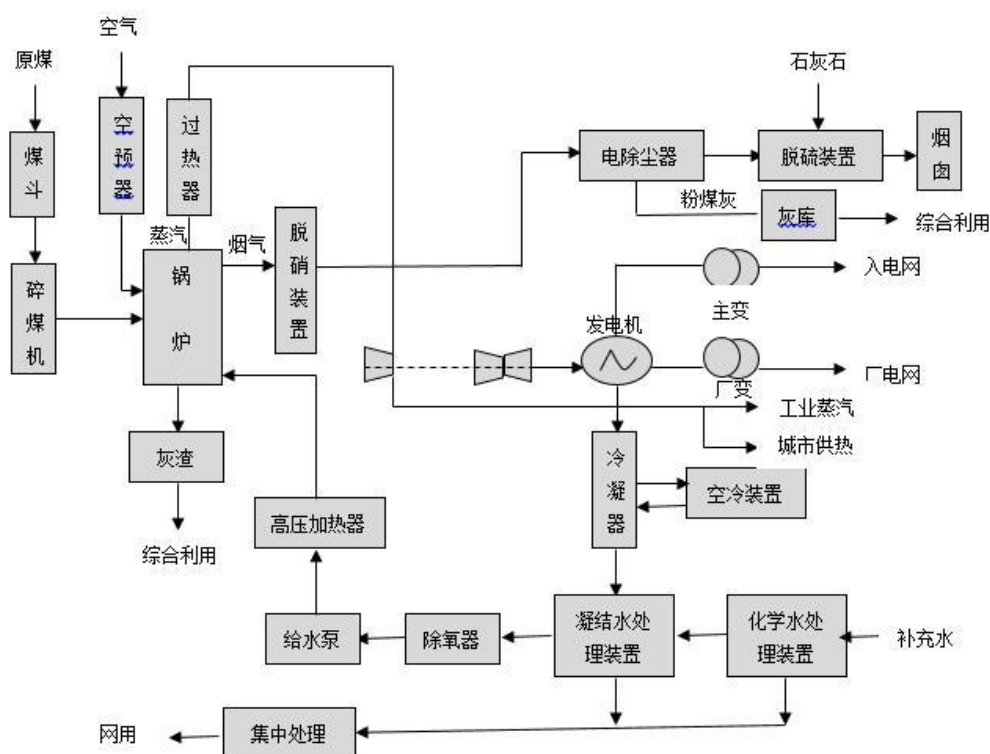 空气
原煤
石灰石
煤斗
空预器
过热器
电除尘器
脱硫装置
烟囱
粉煤灰
灰库
综合利用
蒸汽
烟气
脱硝装置
锅炉
碎煤机
入电网
主变
发电机
厂变
厂电网
工业蒸汽
城市供热
灰渣
冷凝器
空冷装置
综合利用
高压加热器
给水泵
除氧器
凝结水处
理装置
化学水处
理装置
补充水
网用
集中处理